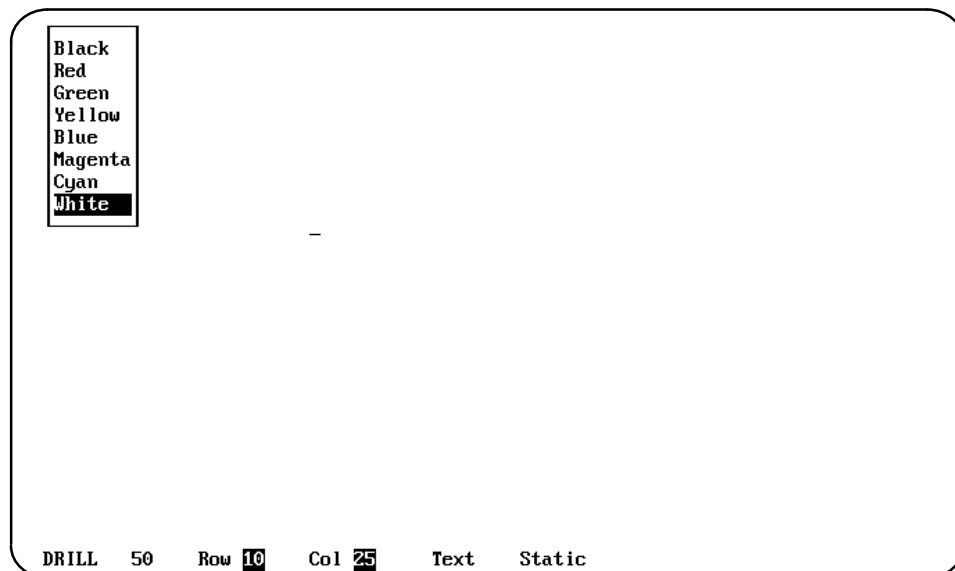 Black
Red
Green
Yellow
Blue
Magenta
Cyan
White
_
DRILL 50 Row 10 Col 25 Text Static